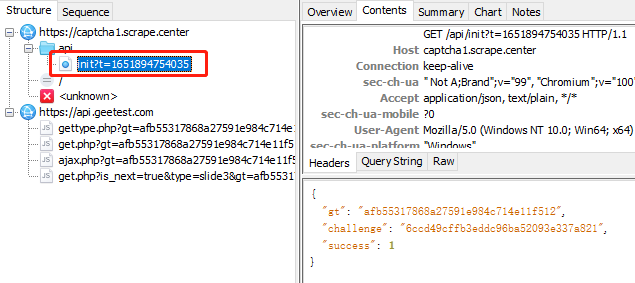 Structure Sequence
https://captcha1.scrape.center
api
init?t=1651894754035
/
<unknown>
https://api.geetest.com
gettype.php?gt=afb55317868a27591e984c714e1
get.php?gt=afb55317868a27591e984c714e11f5
ajax.php?gt=afb55317868a27591e984c714e11f5
get.php?is_next=true&type=slide3&gt=afb5531
Overview Contents Summary Chart Notes
GET /api/init?t=1651894754035 HTTP/1.1
Host captcha1.scrape.center
Connection keep-alive
sec-ch-ua " Not A;Brand";v="99", "Chromium";v="100"
Accept application/json, text/plain, */*
sec-ch-ua-mobile ?0
User-Agent Mozilla/5.0 (Windows NT 10.0; Win64; x64)
sec-ch-ua-platform "Windows"
Headers Query String Raw
{
"gt": "afb55317868a27591e984c714e11f512",
"challenge": "6ccd49cffb3eddc96ba52093e337a821",
"success": 1
}